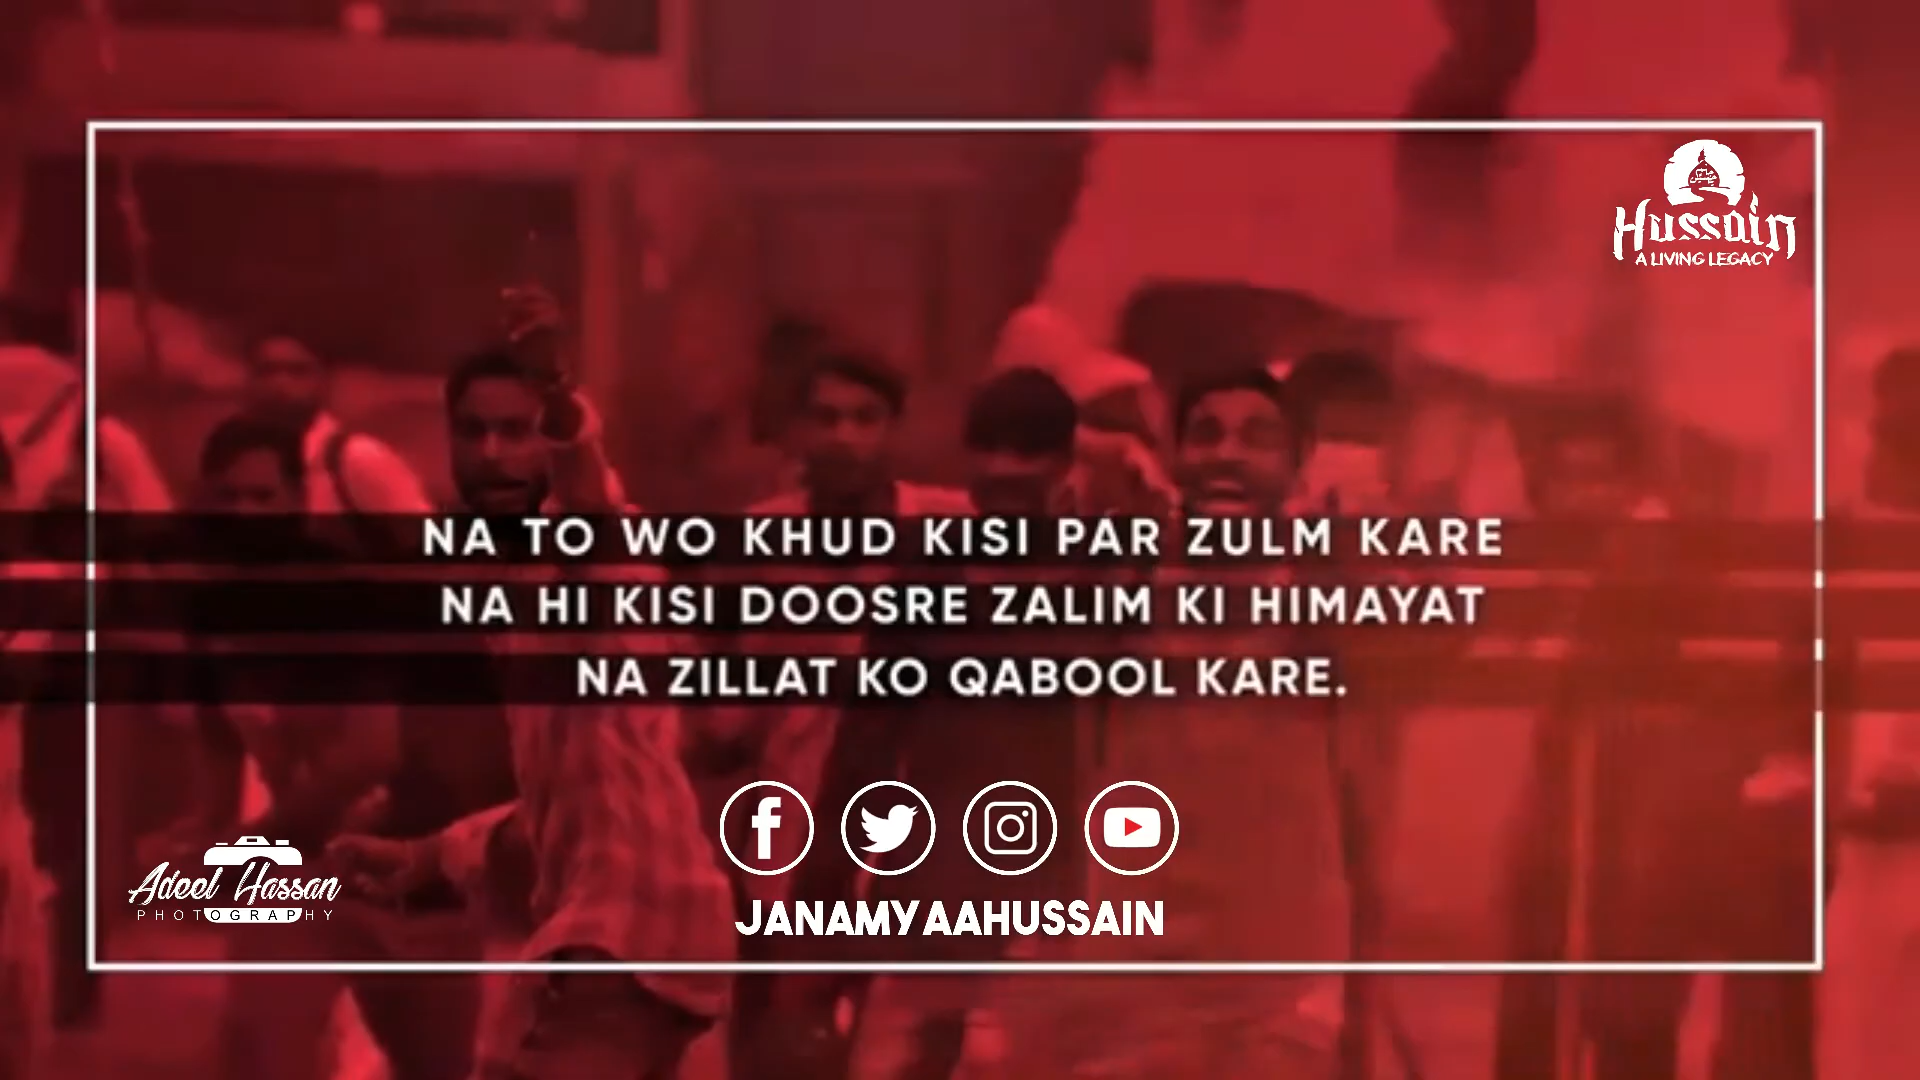 Hussain
A LIVING LEGACY
NA TO WO KHUD KISI PAR ZULM KARE
NA HI KISI DOOSRE ZALIM KI HIMAYAT
NA ZILLAT KO QABOOL KARE.
Adeel Hassan
PHOTOGRAPHY
JANAMYAAHUSSAIN